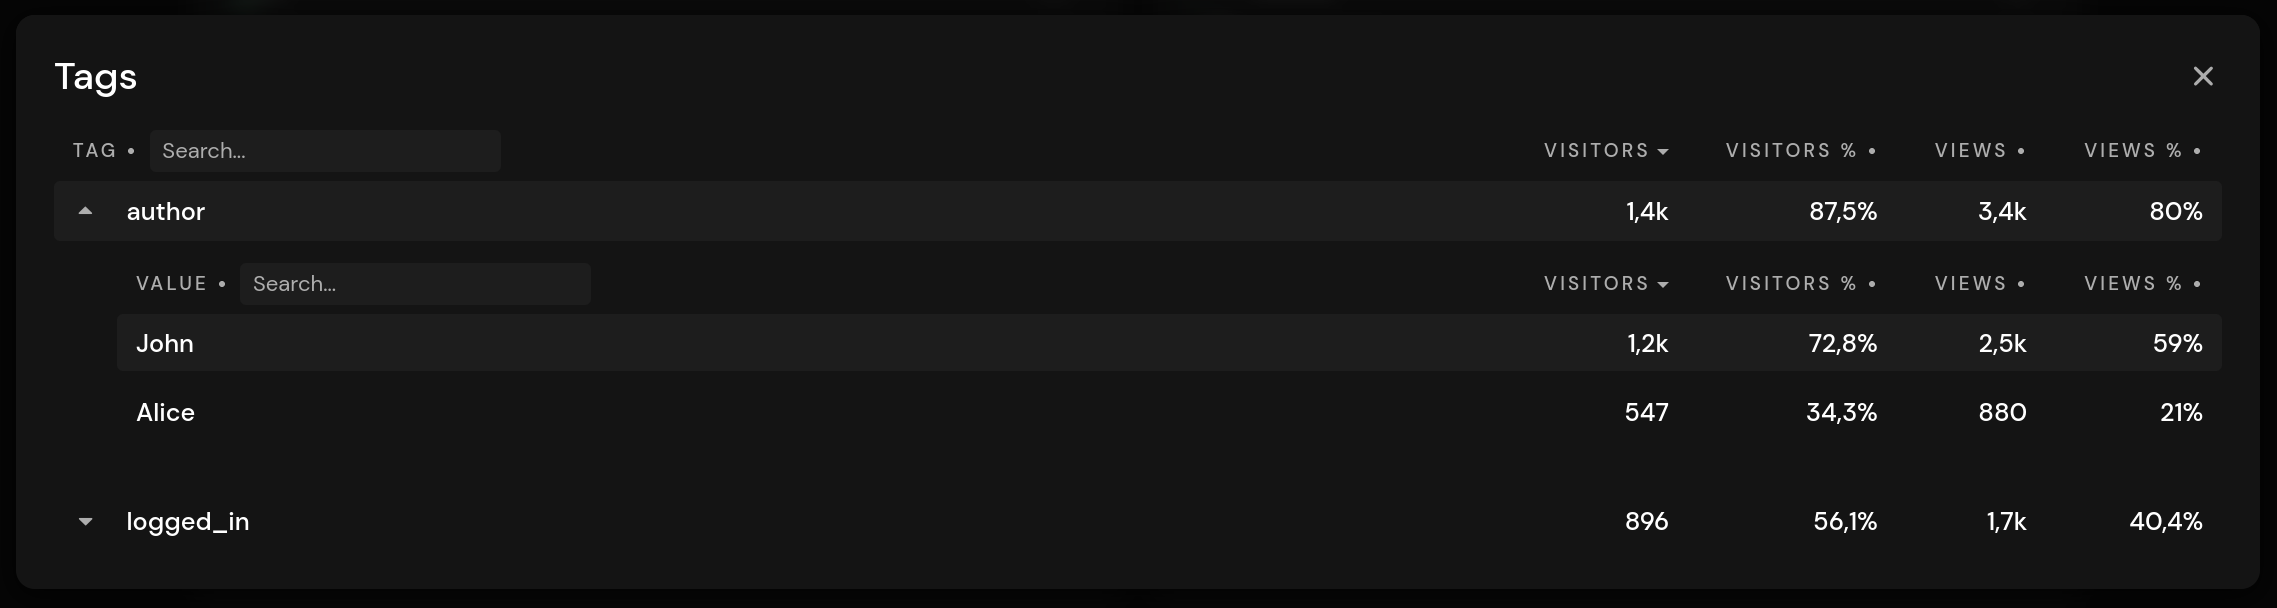 Tags
TAG • Search... VISITORS VISITORS % • VIEWS • VIEWS % •
author 1,4k 87,5% 3,4k 80%
VALUE • Search... VISITORS VISITORS % • VIEWS • VIEWS % •
John 1,2k 72,8% 2,5k 59%
Alice 547 34,3% 880 21%
logged_in 896 56,1% 1,7k 40,4%